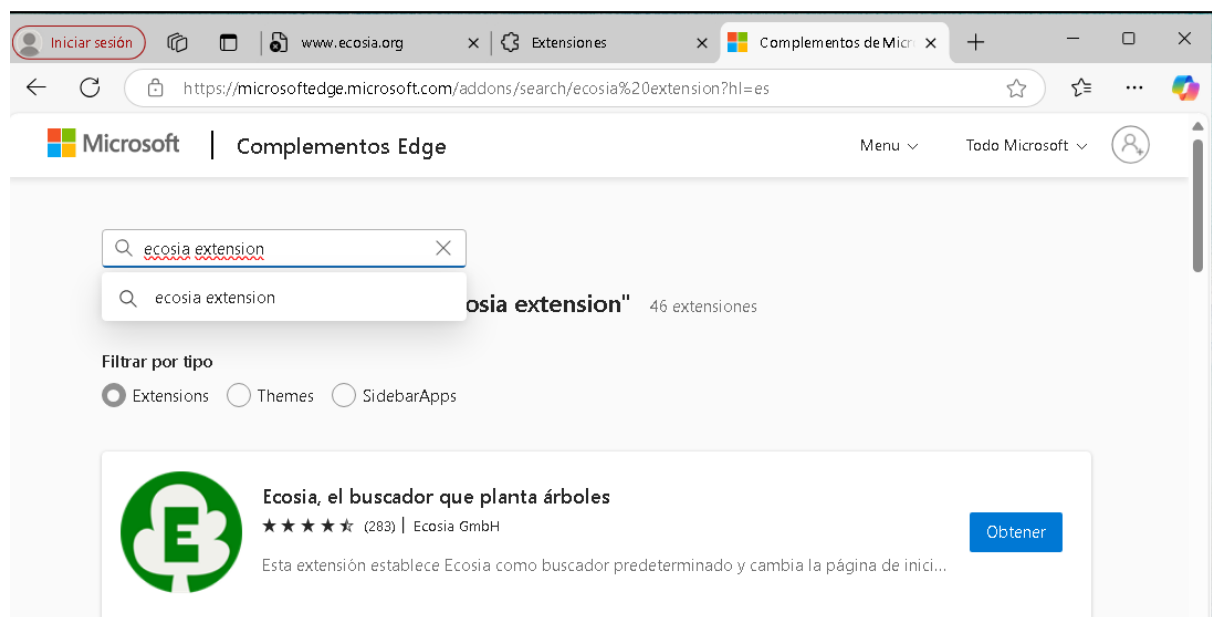 Iniciar sesión www.ecosia.org Extensiones Complementos de Micr
https://microsoftedge.microsoft.com/addons/search/ecosia%20extension?hl=es
Microsoft Complementos Edge Menu Todo Microsoft
ecosia extension
ecosia extension
osia extension" 46 extensiones
Filtrar por tipo
Extensions Themes SidebarApps
Ecosia, el buscador que planta árboles
(283) | Ecosia GmbH
Obtener
Esta extensión establece Ecosia como buscador predeterminado y cambia la página de inici...
E